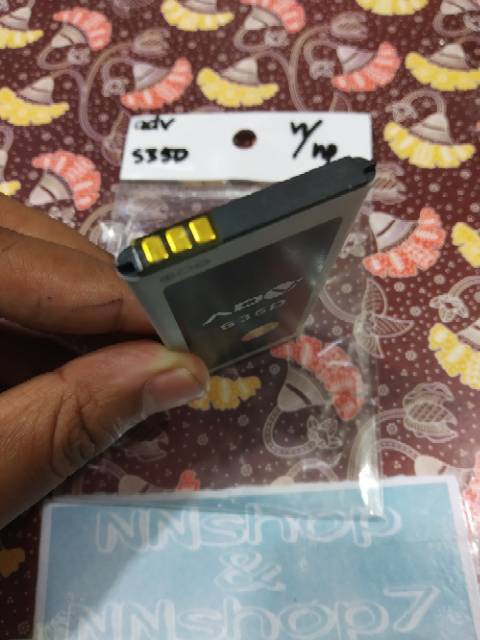 adv
S35D
n/
hp
ADV
S35D
NNshop
&
NNshop7